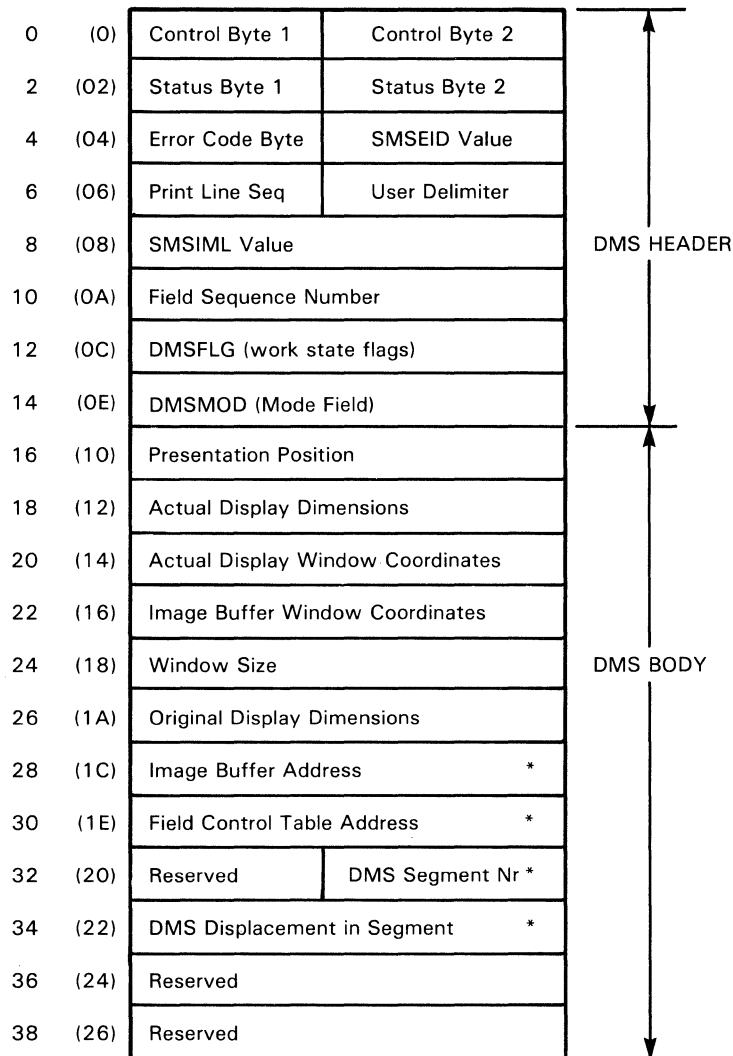 0 (0) Control Byte 1 Control Byte 2
2 (02) Status Byte 1 Status Byte 2
4 (04) Error Code Byte SMSEID Value
6 (06) Print Line Seq User Delimiter
8 (08) SMSIML Value DMS HEADER
10 (0A) Field Sequence Number
12 (0C) DMSFLG (work state flags)
14 (0E) DMSMOD (Mode Field)
16 (10) Presentation Position
18 (12) Actual Display Dimensions
20 (14) Actual Display Window Coordinates
22 (16) Image Buffer Window Coordinates
24 (18) Window Size DMS BODY
26 (1A) Original Display Dimensions
28 (1C) Image Buffer Address *
30 (1E) Field Control Table Address *
32 (20) Reserved DMS Segment Nr *
34 (22) DMS Displacement in Segment *
36 (24) Reserved
38 (26) Reserved